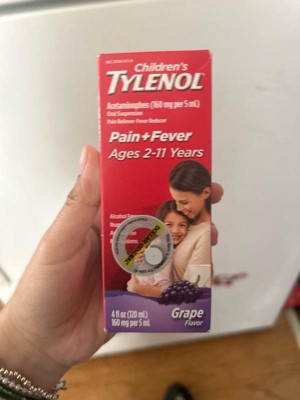 Children's
TYLENOL
Acetaminophen (160 mg per 5 mL)
Oral Suspension
Pain Reliever-Fever Reducer
Pain+Fever
Ages 2-11 Years
Alcohol
4 fl oz (120 mL)
160 mg per 5 mL
Grape
Flavor